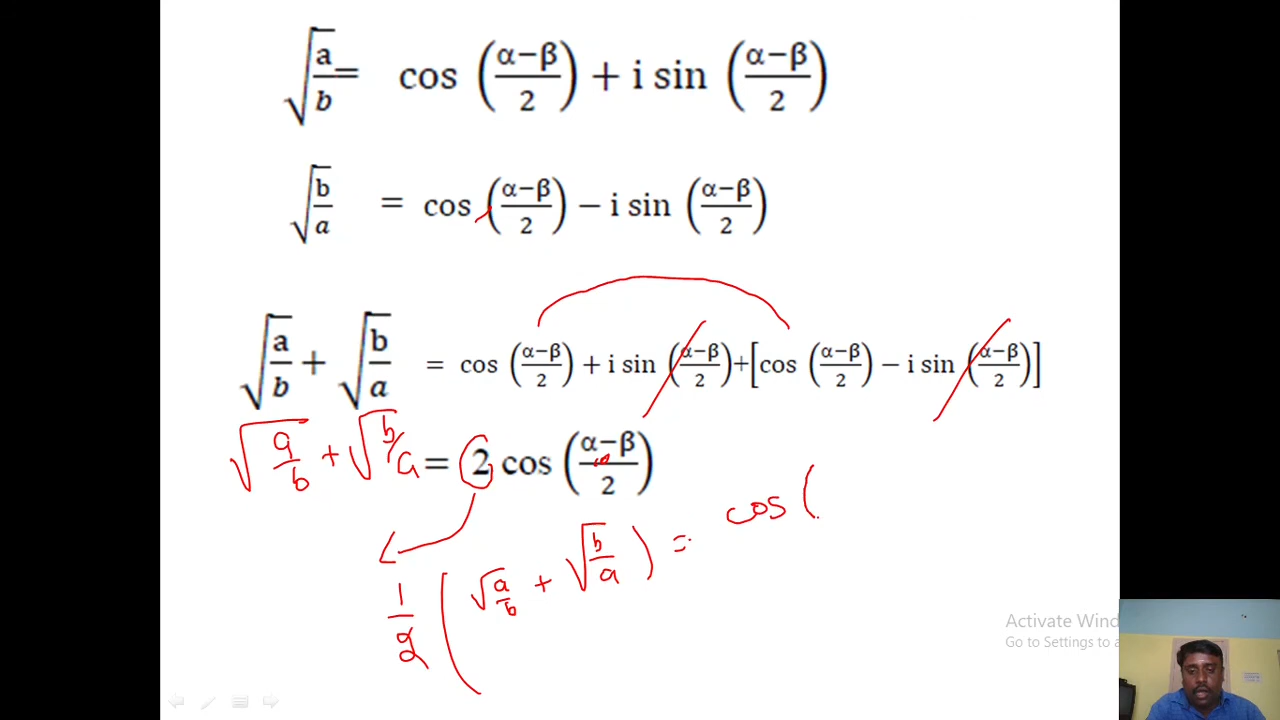 √(a/b) = cos ((α−β)/2) + i sin ((α−β)/2)
√(b/a) = cos ((α−β)/2) − i sin ((α−β)/2)
√(a/b) + √(b/a) = cos ((α−β)/2) + i sin ((α−β)/2)+[cos ((α−β)/2) − i sin ((α−β)/2)]
√(a/b) + √(b/a) = 2 cos ((α−β)/2)
1/2 (√(a/b) + √(b/a)) = cos (
Activate Wind
Go to Settings to a